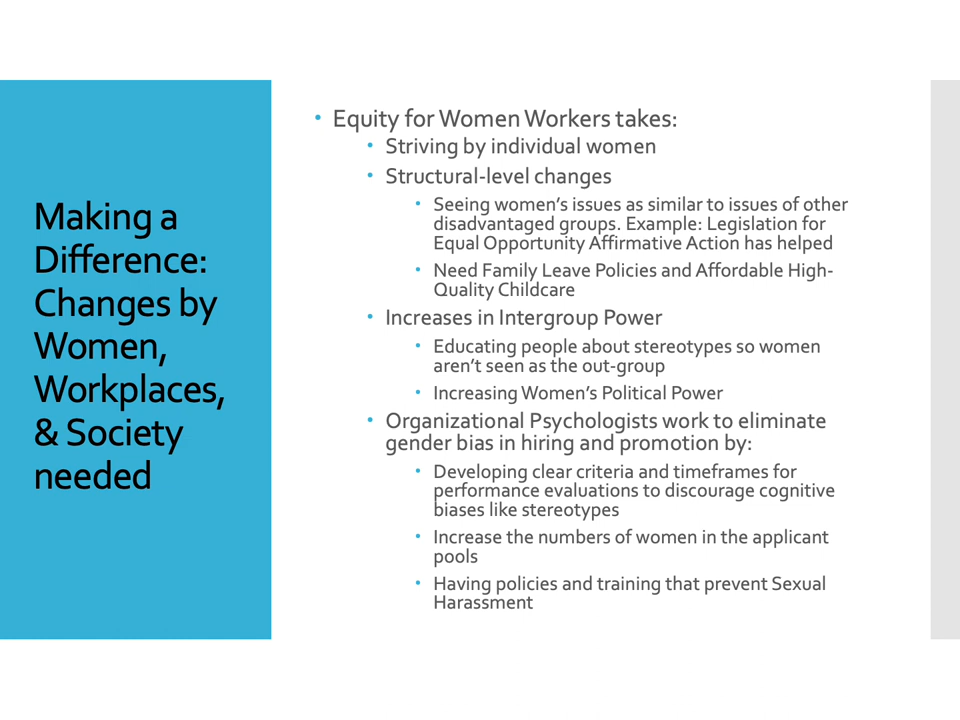 Making a
Difference:
Changes by
Women,
Workplaces,
& Society
needed
• Equity for Women Workers takes:
• Striving by individual women
• Structural-level changes
• Seeing women's issues as similar to issues of other
disadvantaged groups. Example: Legislation for
Equal Opportunity Affirmative Action has helped
• Need Family Leave Policies and Affordable High-
Quality Childcare
• Increases in Intergroup Power
• Educating people about stereotypes so women
aren't seen as the out-group
• Increasing Women's Political Power
• Organizational Psychologists work to eliminate
gender bias in hiring and promotion by:
• Developing clear criteria and timeframes for
performance evaluations to discourage cognitive
biases like stereotypes
• Increase the numbers of women in the applicant
pools
• Having policies and training that prevent Sexual
Harassment